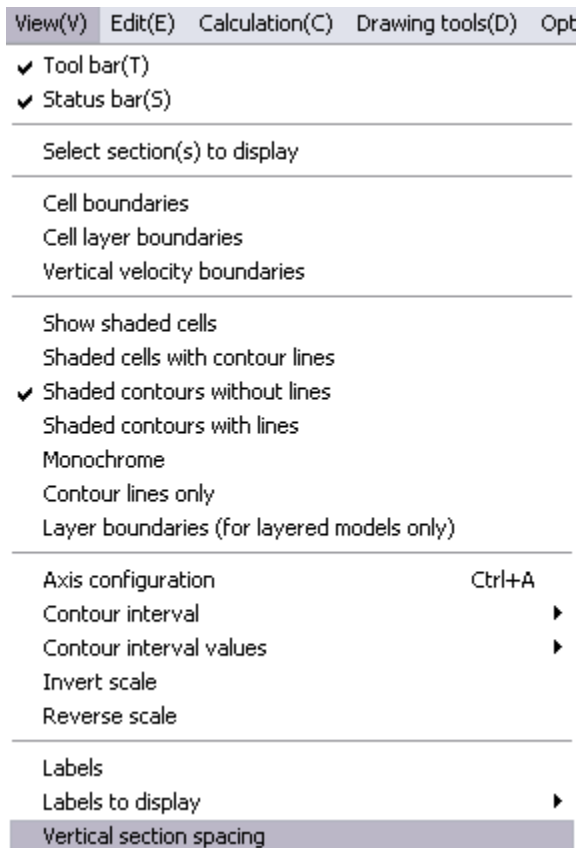 View(V) Edit(E) Calculation(C) Drawing tools(D) Opt
Tool bar(T)
Status bar(S)
Select section(s) to display
Cell boundaries
Cell layer boundaries
Vertical velocity boundaries
Show shaded cells
Shaded cells with contour lines
Shaded contours without lines
Shaded contours with lines
Monochrome
Contour lines only
Layer boundaries (for layered models only)
Axis configuration Ctrl+A
Contour interval
Contour interval values
Invert scale
Reverse scale
Labels
Labels to display
Vertical section spacing